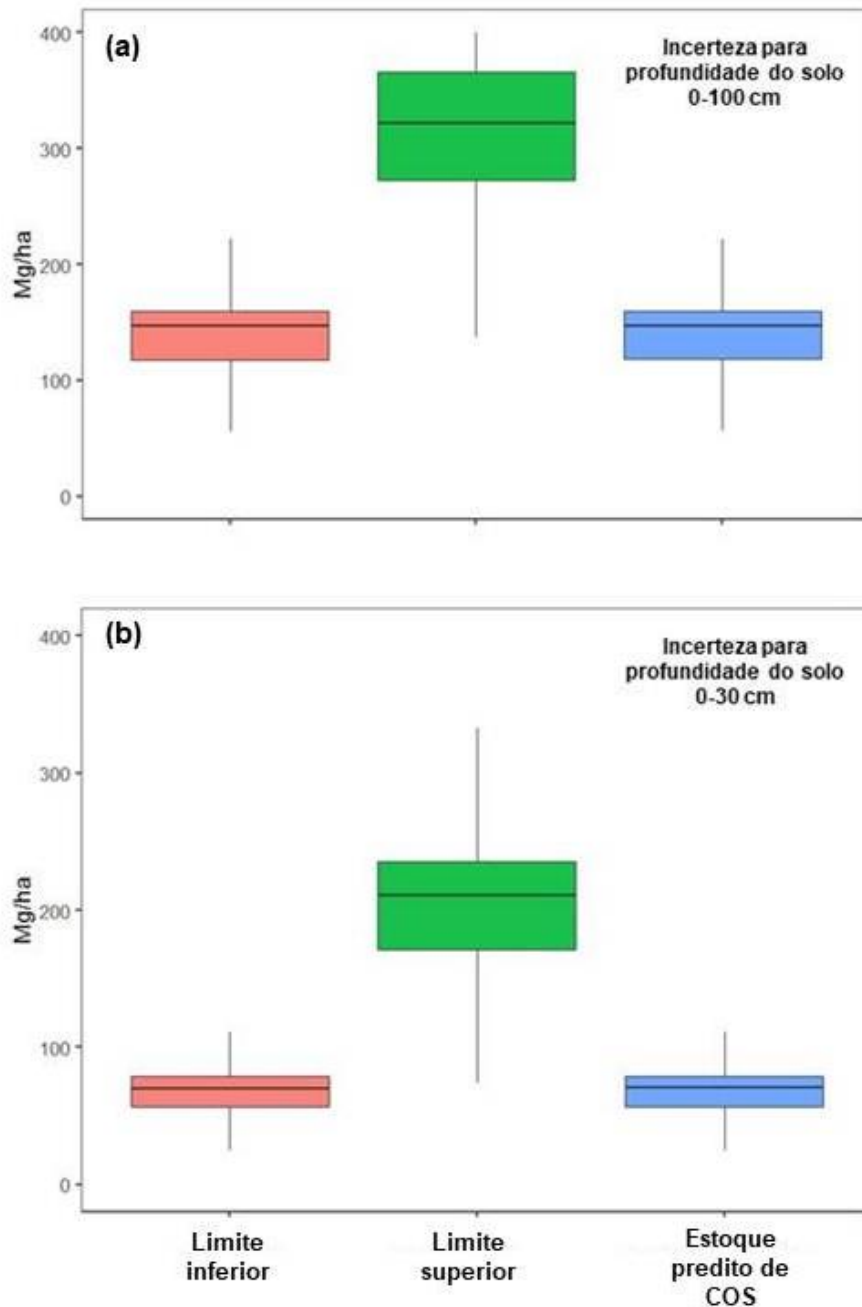 (a)
Incerteza para
profundidade do solo
0-100 cm
400
300
200
100
0
Mg/ha
(b)
Incerteza para
profundidade do solo
0-30 cm
400
300
200
100
0
Mg/ha
Limite
inferior
Limite
superior
Estoque
predito de
COS